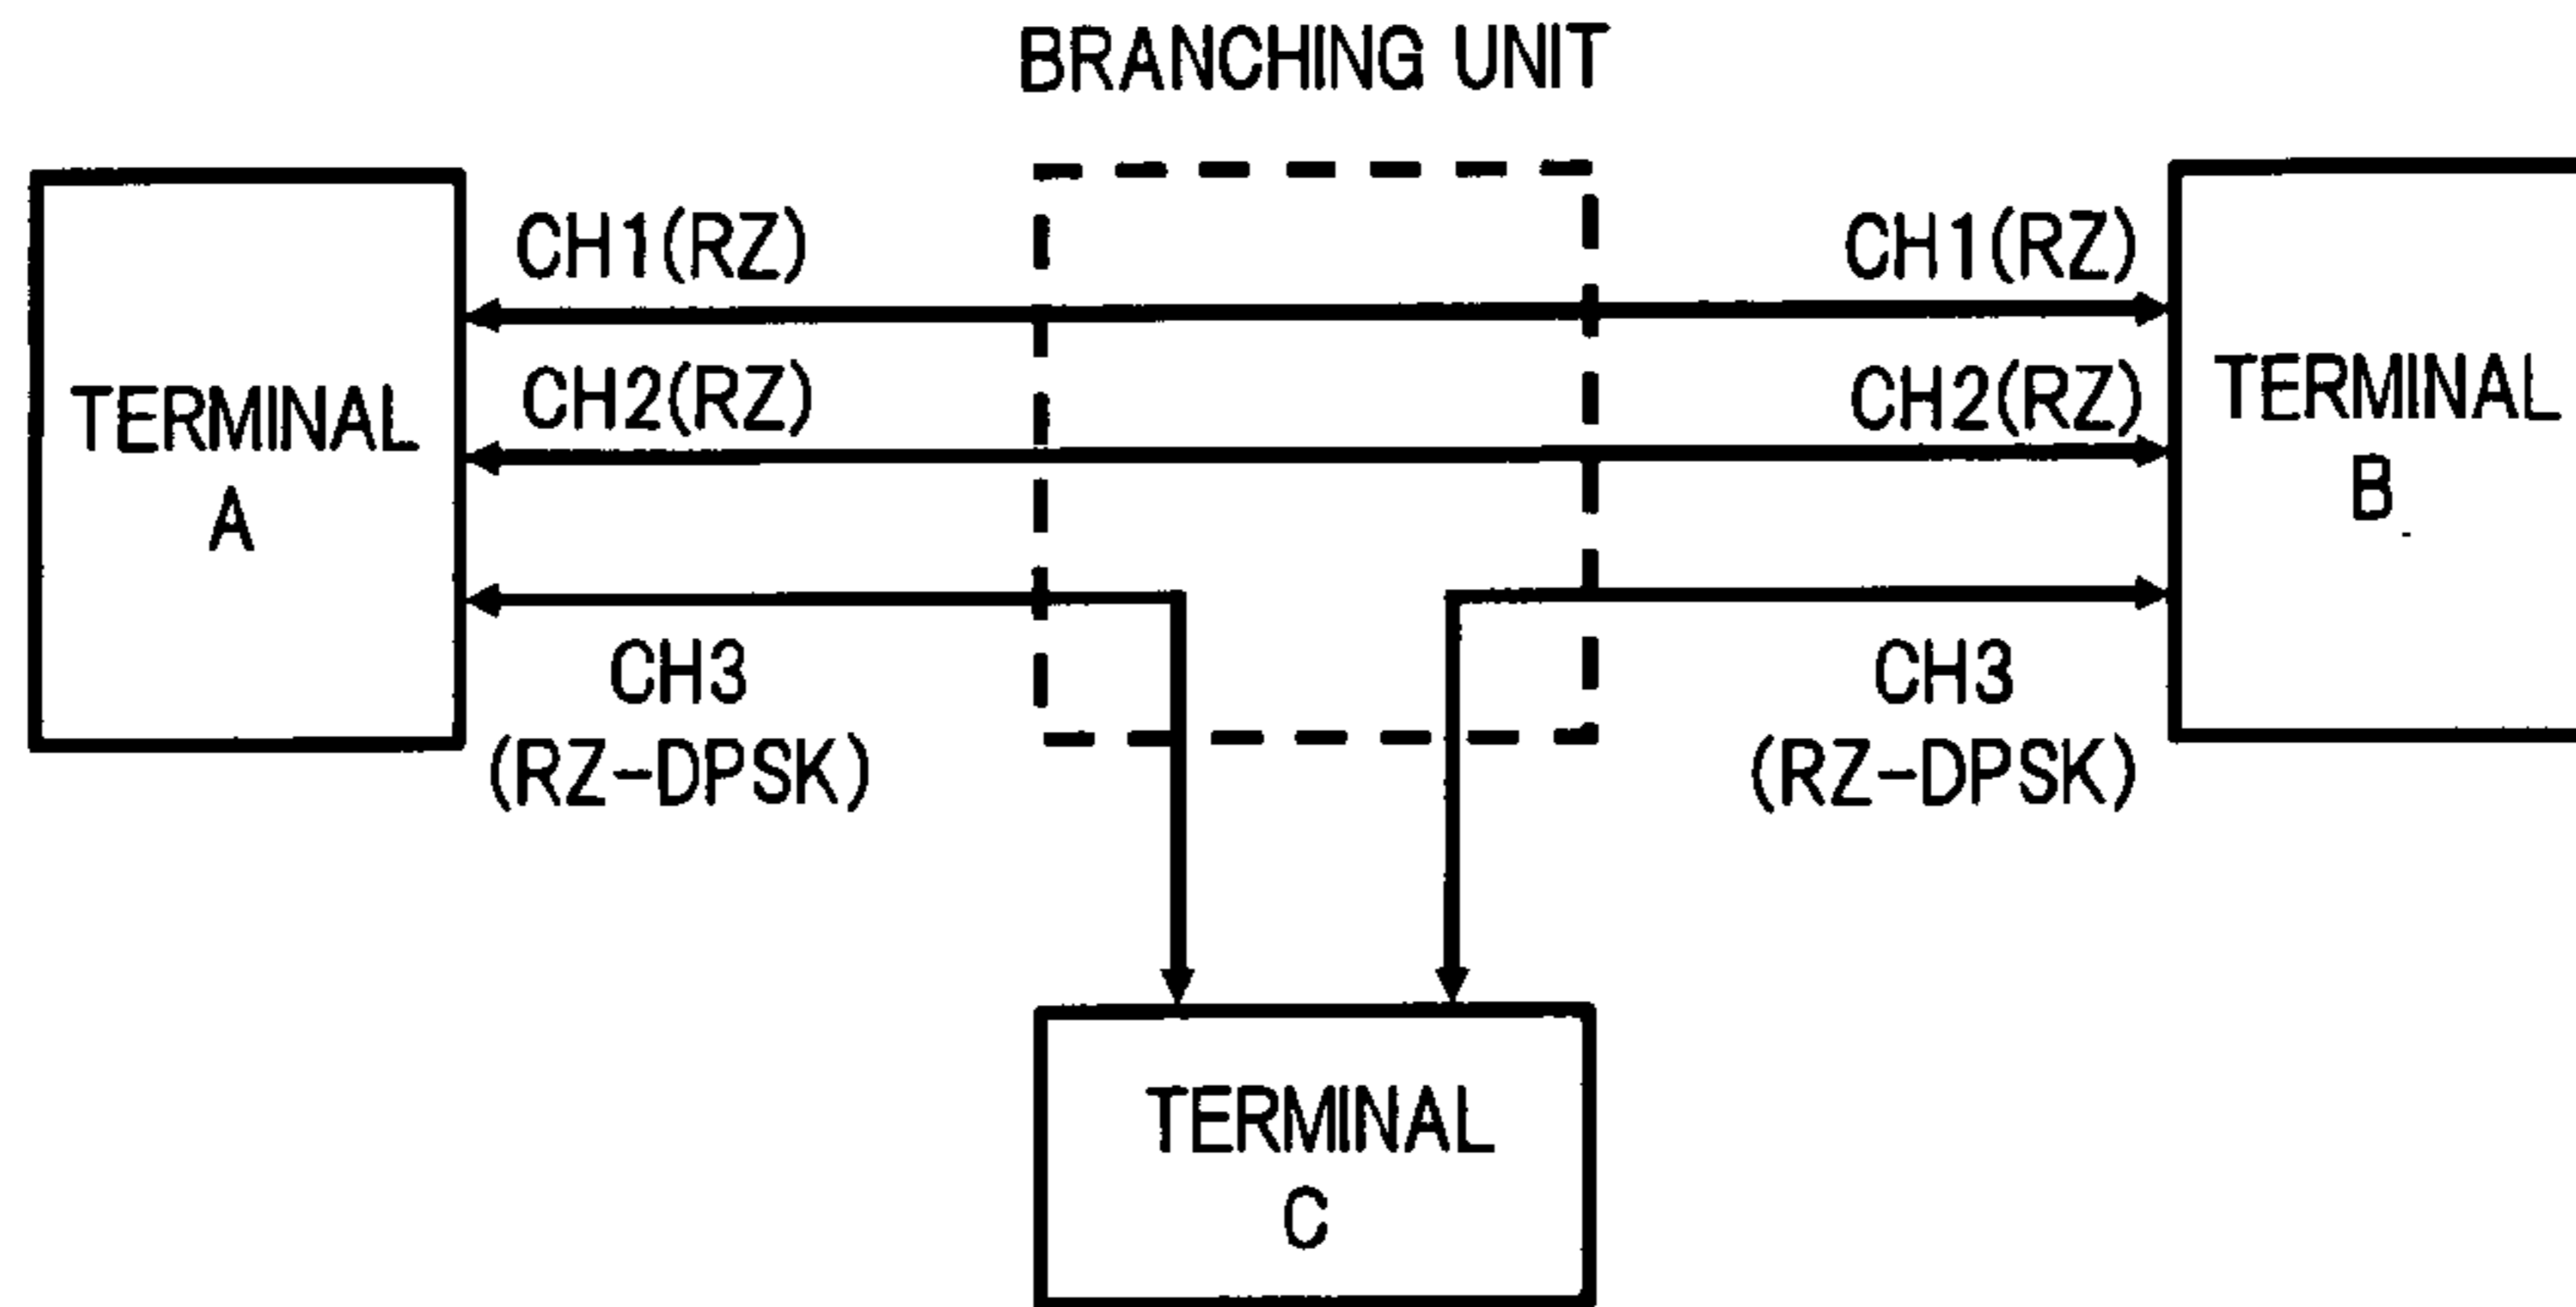 BRANCHING UNIT
CH1(RZ)
CH1(RZ)
CH2(RZ)
CH2(RZ)
TERMINAL
A
TERMINAL
B
CH3
(RZ-DPSK)
CH3
(RZ-DPSK)
TERMINAL
C